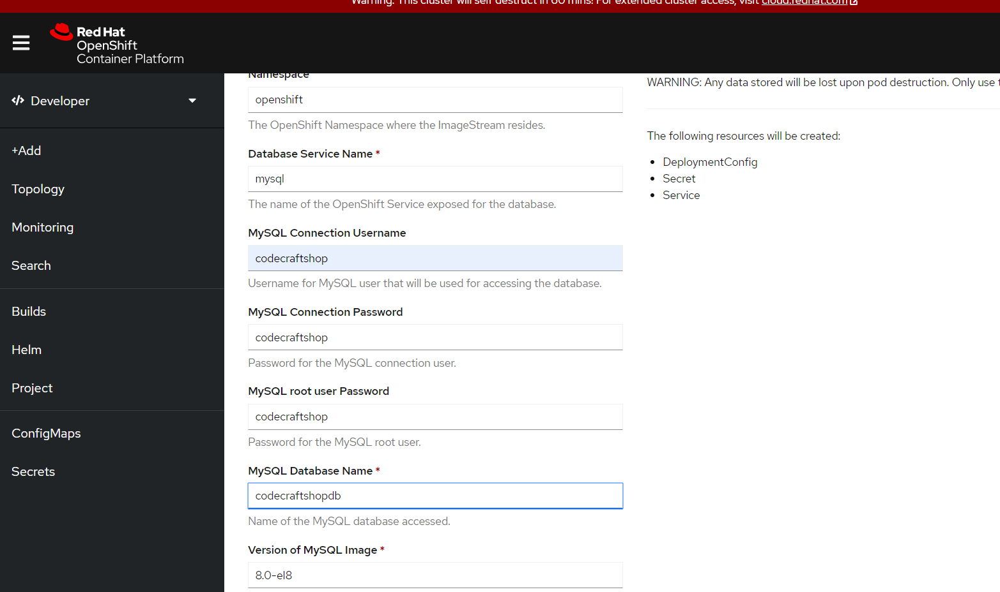 Warning: This cluster will self destruct in 60 mins! For extended cluster access, visit cloud.redhat.com
Red Hat
OpenShift
Container Platform
Developer
+Add
Topology
Monitoring
Search
Builds
Helm
Project
ConfigMaps
Secrets
Namespace
openshift
The OpenShift Namespace where the ImageStream resides.
Database Service Name *
mysql
The name of the OpenShift Service exposed for the database.
MySQL Connection Username
codecraftshop
Username for MySQL user that will be used for accessing the database.
MySQL Connection Password
codecraftshop
Password for the MySQL connection user.
MySQL root user Password
codecraftshop
Password for the MySQL root user.
MySQL Database Name *
codecraftshopdb
Name of the MySQL database accessed.
Version of MySQL Image *
8.0-el8
WARNING: Any data stored will be lost upon pod destruction. Only use
The following resources will be created:
DeploymentConfig
Secret
Service